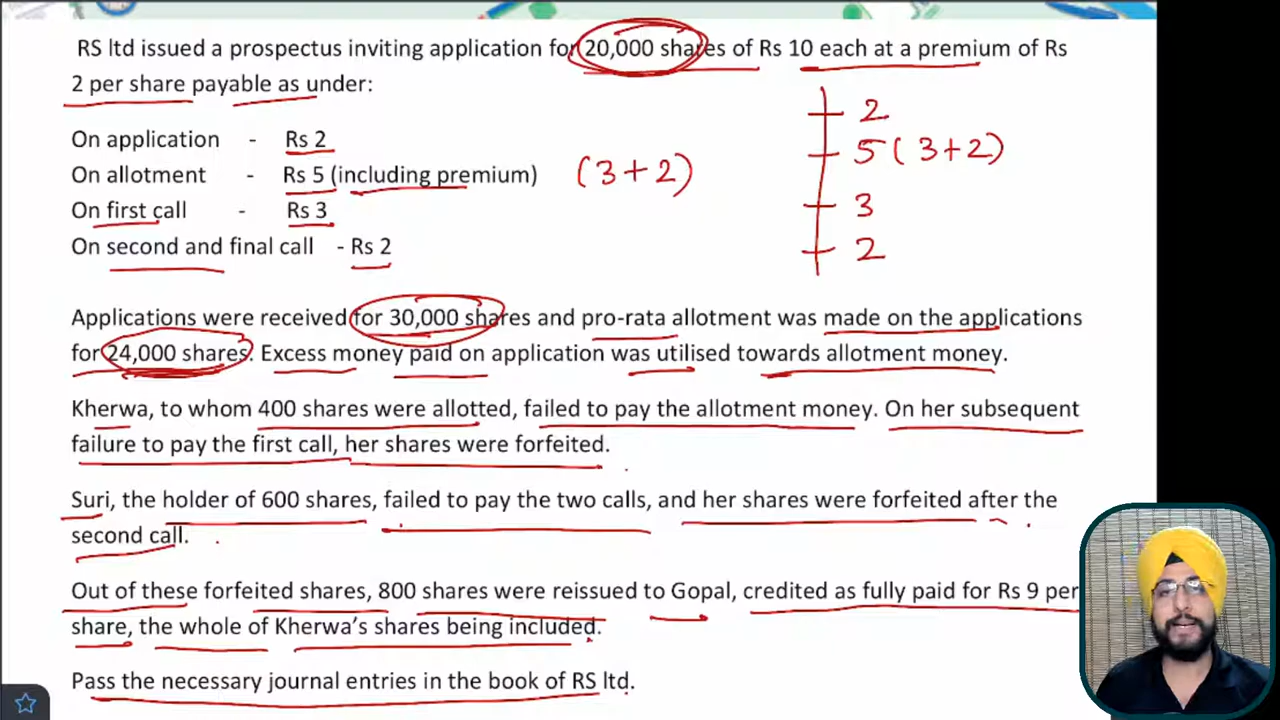 RS ltd issued a prospectus inviting application for 20,000 shares of Rs 10 each at a premium of Rs
2 per share payable as under:
2
On application - Rs 2
5 (3+2)
On allotment - Rs 5 (including premium) (3+2)
On first call - Rs 3
3
On second and final call - Rs 2
2
Applications were received for 30,000 shares and pro-rata allotment was made on the applications
for 24,000 shares. Excess money paid on application was utilised towards allotment money.
Kherwa, to whom 400 shares were allotted, failed to pay the allotment money. On her subsequent
failure to pay the first call, her shares were forfeited.
Suri, the holder of 600 shares, failed to pay the two calls, and her shares were forfeited after the
second call.
Out of these forfeited shares, 800 shares were reissued to Gopal, credited as fully paid for Rs 9 per
share, the whole of Kherwa's shares being included.
Pass the necessary journal entries in the book of RS ltd.